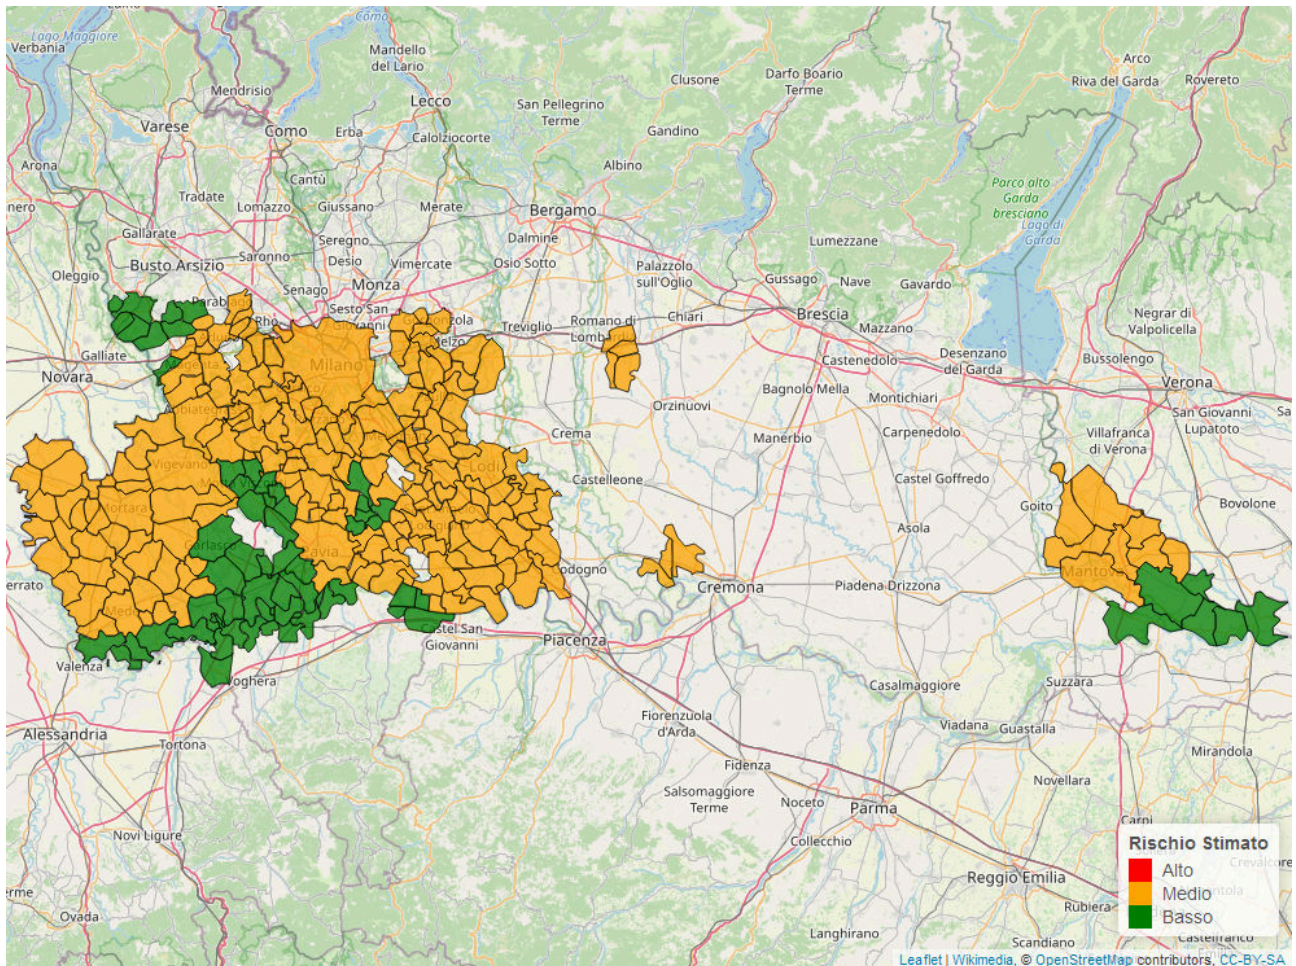 Como
Lago Maggiore
Verbania
Mandello
del Lario
Arco
Darfo Boario
Terme
Riva del Garda
Rovereto
Clusone
Mendrisio
Lecco
San Pellegrino
Terme
Varese
Como
Erba
Calolziocorte
Gandino
Arona
Albino
Cantù
Parco alto
Garda
bresciano
Tradate
Lomazzo
Giussano
Merate
Bergamo
Lago di
Garda
Gallarate
Seregno
Dalmine
Lumezzane
Saronno
Desio
Vimercate
Osio Sotto
Palazzolo
sull'Oglio
Busto Arsizio
Oleggio
Gussago
Nave
Gavardo
Senago
Monza
Parabiago
Sesto San
Giovanni
Rho
Treviglio
Romano di
Lombardia
Chiari
Brescia
Mazzano
Negrar di
Valpolicella
Melzo
Galliate
Milano
Castenedolo
Desenzano
del Garda
Bussolengo
Novara
Verona
Bagnolo Mella
Montichiari
Orzinuovi
San Giovanni
Lupatoto
Crema
Manerbio
Carpenedolo
Villafranca
di Verona
Vigevano
Lodi
Castelleone
Castel Goffredo
Goito
Bovolone
Mortara
Asola
Pavia
Mantova
Cremona
Piadena Drizzona
Castel San
Giovanni
Piacenza
Valenza
Voghera
Suzzara
Casalmaggiore
Fiorenzuola
d'Arda
Viadana
Guastalla
Alessandria
Tortona
Mirandola
Fidenza
Novellara
Salsomaggiore
Terme
Noceto
Parma
Carpi
Novi Ligure
Collecchio
Rischio Stimato
Alto
Medio
Basso
Reggio Emilia
Rubiera
Ovada
Langhirano
Scandiano
Castelfranco
Leaflet | Wikimedia, © OpenStreetMap contributors, CC-BY-SA